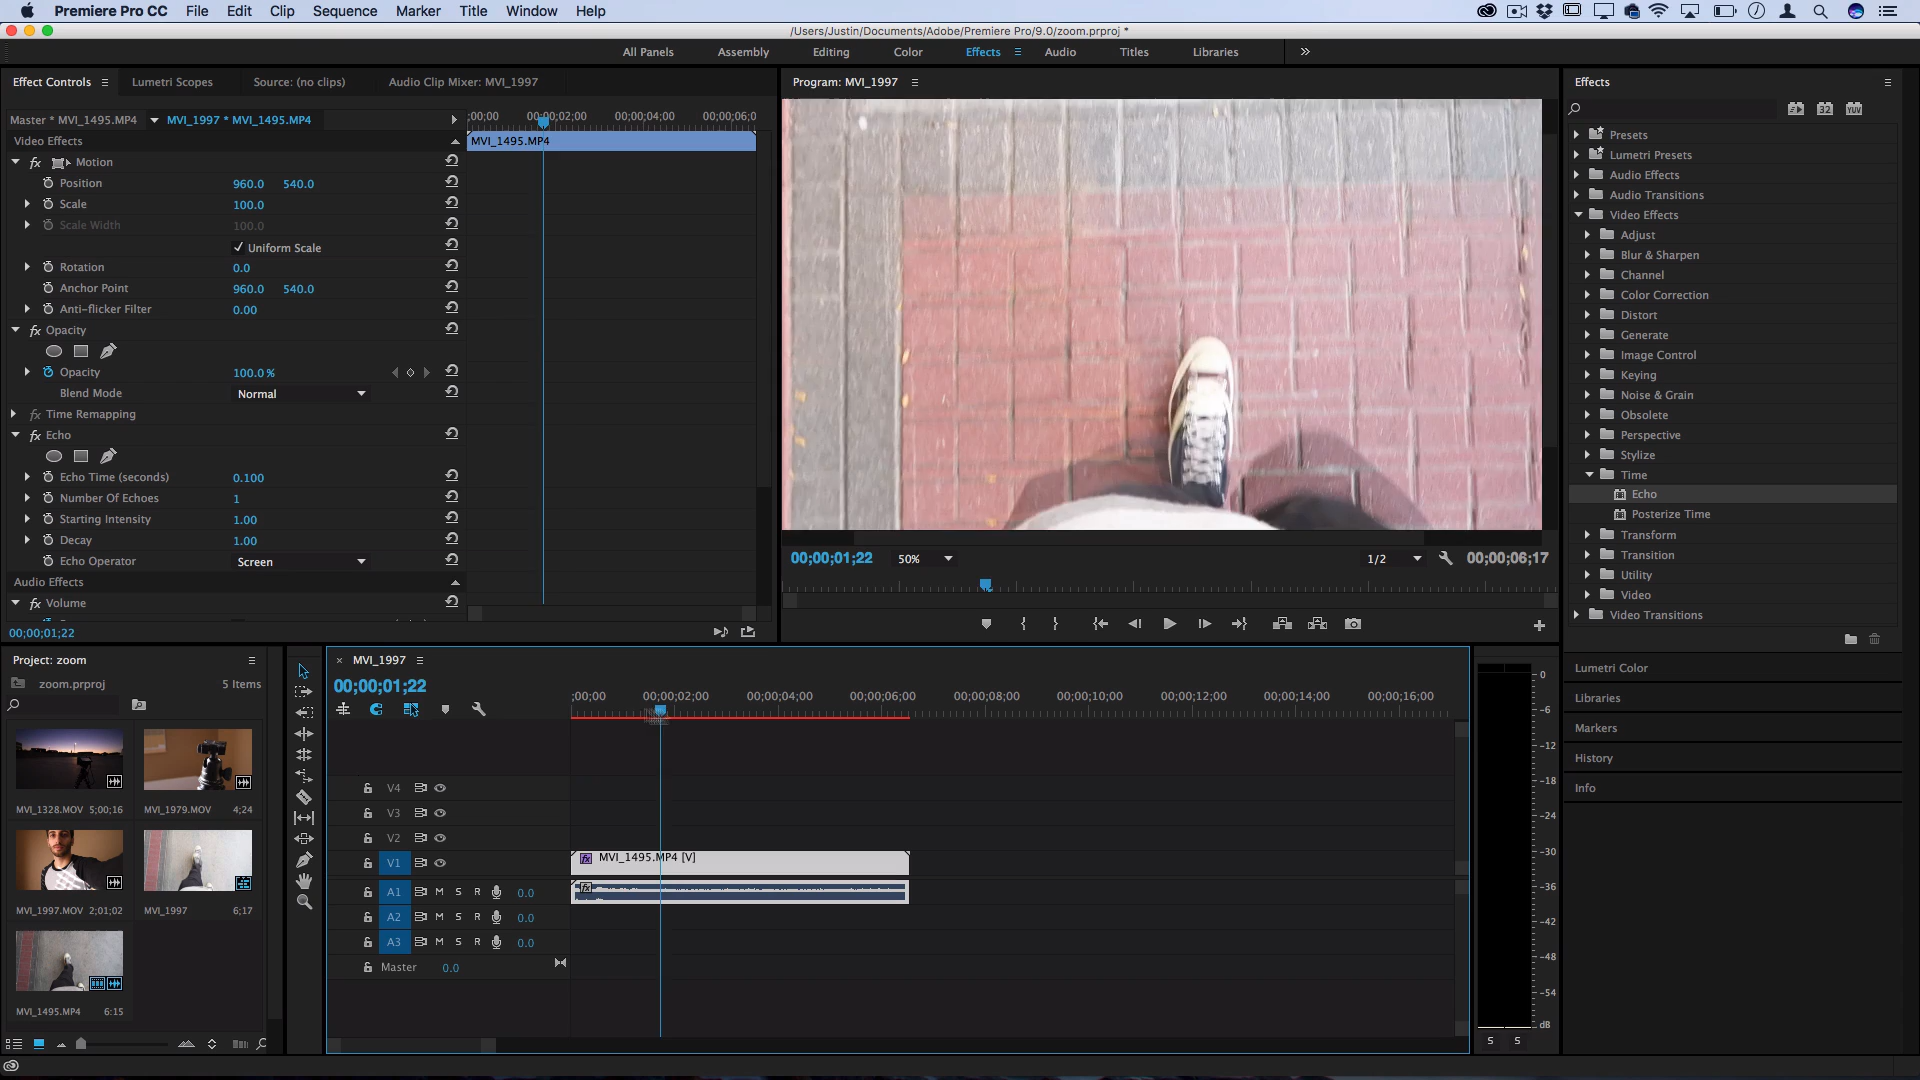 Premiere Pro CC File Edit Clip Sequence Marker Title Window Help
/Users/Justin/Documents/Adobe/Premiere Pro/9.0/zoom.prproj *
All Panels Assembly Editing Color Effects Audio Titles Libraries
Effect Controls Lumetri Scopes Source: (no clips) Audio Clip Mixer: MVI_1997
Master * MVI_1495.MP4 MVI_1997 * MVI_1495.MP4
;00;00 00;00;02;00 00;00;04;00 00;00;06;0
Video Effects
MVI_1495.MP4
fx Motion
Position 960.0 540.0
Scale 100.0
Scale Width 100.0
Uniform Scale
Rotation 0.0
Anchor Point 960.0 540.0
Anti-flicker Filter 0.00
fx Opacity
Opacity 100.0 %
Blend Mode Normal
fx Time Remapping
fx Echo
Echo Time (seconds) 0.100
Number Of Echoes 1
Starting Intensity 1.00
Decay 1.00
Echo Operator Screen
Audio Effects
fx Volume
00;00;01;22
Program: MVI_1997
00;00;01;22 50% 1/2 00;00;06;17
Effects
32 YUV
Presets
Lumetri Presets
Audio Effects
Audio Transitions
Video Effects
Adjust
Blur & Sharpen
Channel
Color Correction
Distort
Generate
Image Control
Keying
Noise & Grain
Obsolete
Perspective
Stylize
Time
Echo
Posterize Time
Transform
Transition
Utility
Video
Video Transitions
Lumetri Color
Libraries
Markers
History
Info
Project: zoom
zoom.prproj 5 Items
MVI_1328.MOV 5;00;16
MVI_1979.MOV 4;24
MVI_1997.MOV 2;01;02
MVI_1997 6;17
MVI_1495.MP4 6:15
× MVI_1997
00;00;01;22
;00;00 00;00;02;00 00;00;04;00 00;00;06;00 00;00;08;00 00;00;10;00 00;00;12;00 00;00;14;00 00;00;16;00
V4
V3
V2
V1 fx MVI_1495.MP4 [V]
A1 M S R 0.0 fx
A2 M S R 0.0
A3 M S R 0.0
Master 0.0
0
-6
-12
-18
-24
-30
-36
-42
-48
-54
dB
S S